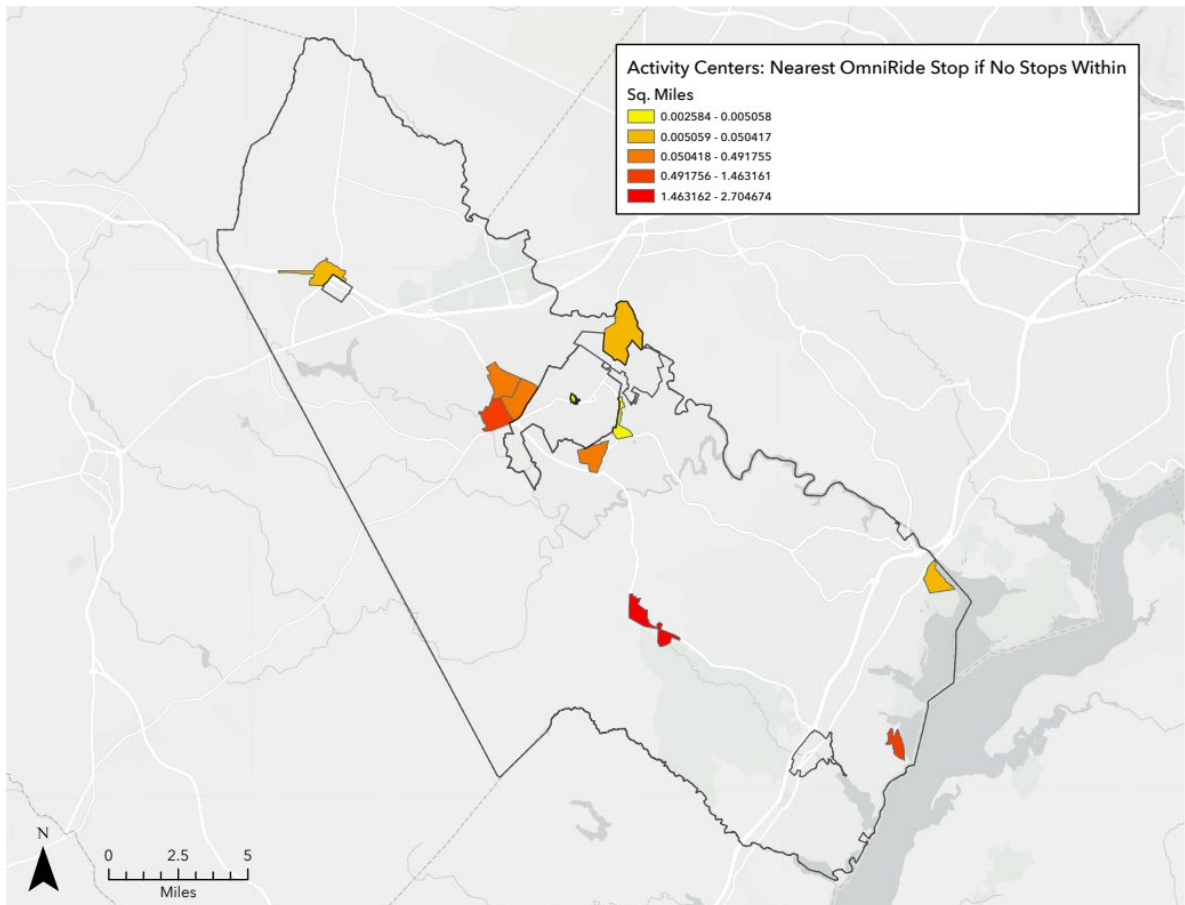 Activity Centers: Nearest OmniRide Stop if No Stops Within
Sq. Miles
0.002584 - 0.005058
0.005059 - 0.050417
0.050418 - 0.491755
0.491756 - 1.463161
1.463162 - 2.704674
N
0 2.5 5
Miles